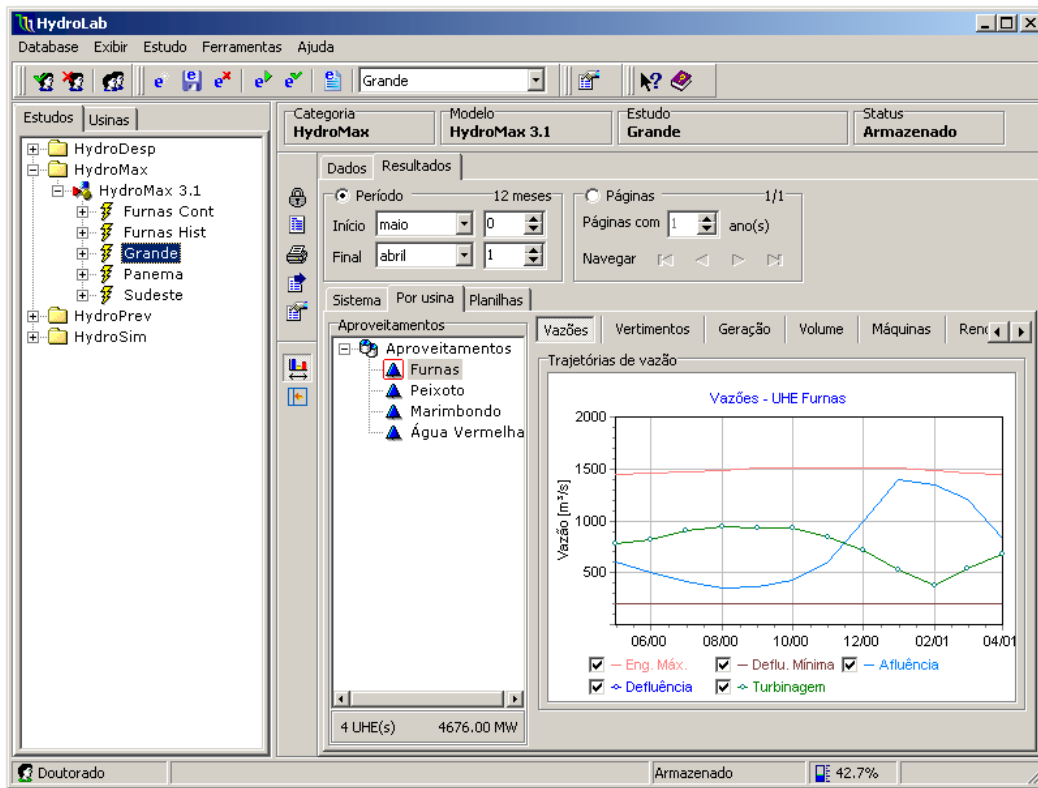 HydroLab
Database Exibir Estudo Ferramentas Ajuda
Grande
Estudos Usinas
HydroDesp
HydroMax
HydroMax 3.1
Furnas Cont
Furnas Hist
Grande
Panema
Sudeste
HydroPrev
HydroSim
Categoria Modelo Estudo Status
HydroMax HydroMax 3.1 Grande Armazenado
Dados Resultados
Período 12 meses Páginas 1/1
Início maio 0 Páginas com 1 ano(s)
Final abril 1 Navegar
Sistema Por usina Planilhas
Aproveitamentos
Aproveitamentos
Furnas
Peixoto
Marimbondo
Água Vermelha
4 UHE(s) 4676.00 MW
Vazões Vertimentos Geração Volume Máquinas
Trajetórias de vazão
Vazões - UHE Furnas
Vazão [m³/s]
2000
1500
1000
500
06/00 08/00 10/00 12/00 02/01 04/01
Eng. Máx. Deflu. Mínima Afluência
Defluência Turbinagem
Doutorado Armazenado 42.7%